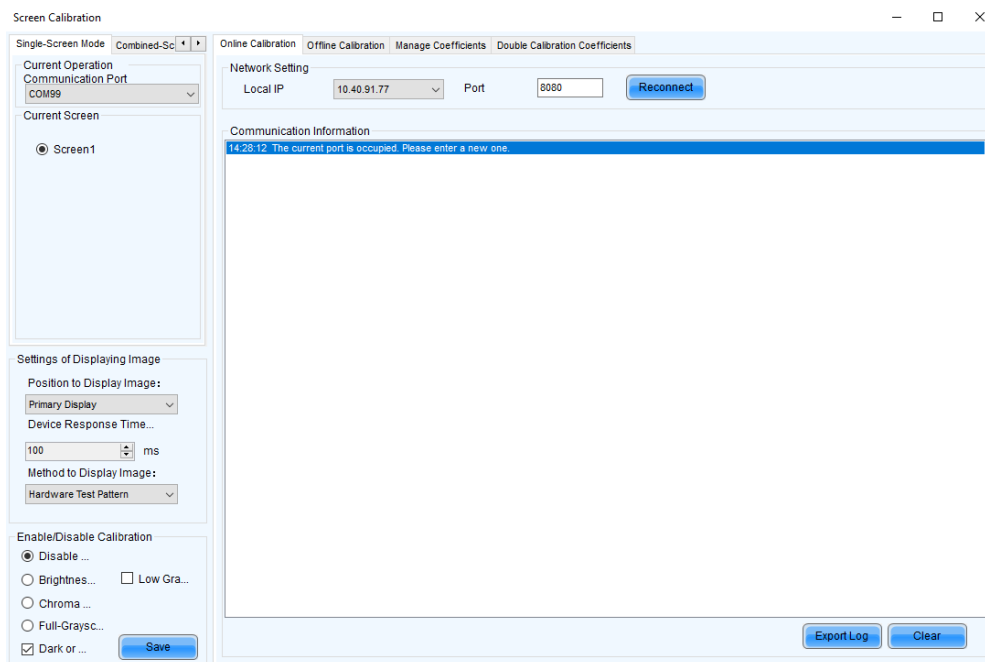 Screen Calibration
Single-Screen Mode Combined-Sc
Current Operation
Communication Port
COM99
Current Screen
Screen1
Settings of Displaying Image
Position to Display Image:
Primary Display
Device Response Time...
100 ms
Method to Display Image:
Hardware Test Pattern
Enable/Disable Calibration
Disable ...
Brightnes... Low Gra...
Chroma ...
Full-Graysc...
Dark or ... Save
Online Calibration Offline Calibration Manage Coefficients Double Calibration Coefficients
Network Setting
Local IP 10.40.91.77 Port 8080 Reconnect
Communication Information
14:28:12 The current port is occupied. Please enter a new one.
Export Log Clear